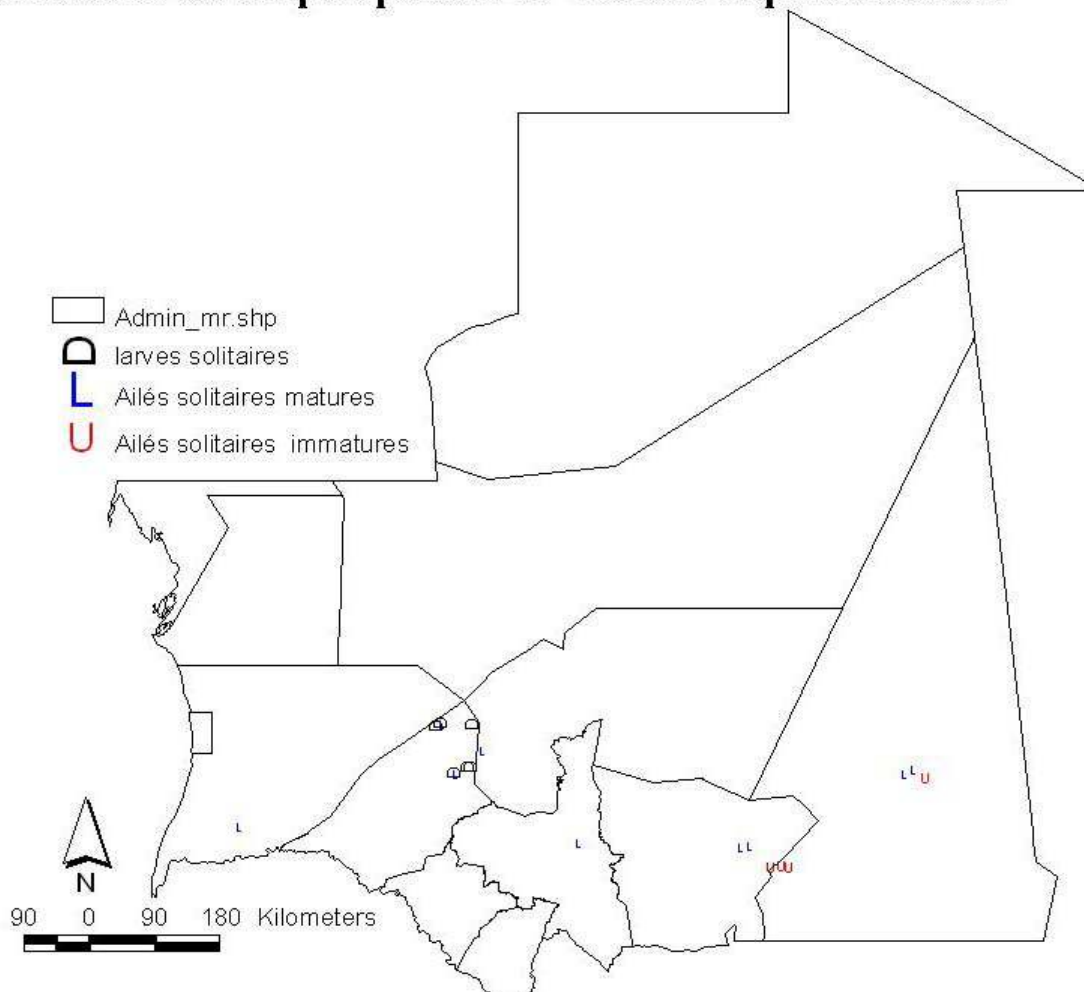 Admin_mr.shp
larves solitaires
Ailés solitaires matures
Ailés solitaires immatures
N
90 0 90 180 Kilometers